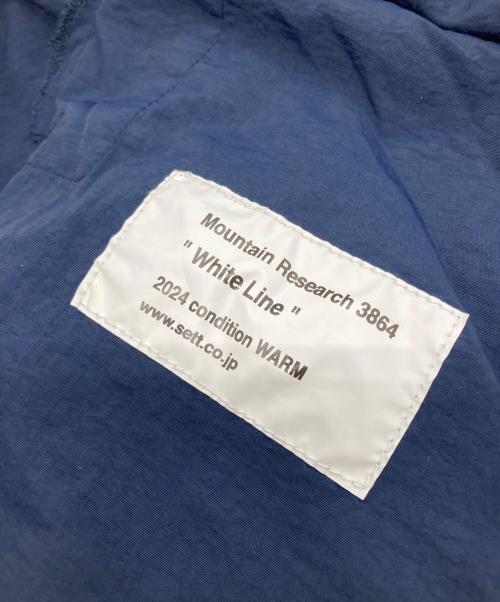 Mountain Research 3864
" White Line "
2024 condition WARM
www.sett.co.jp